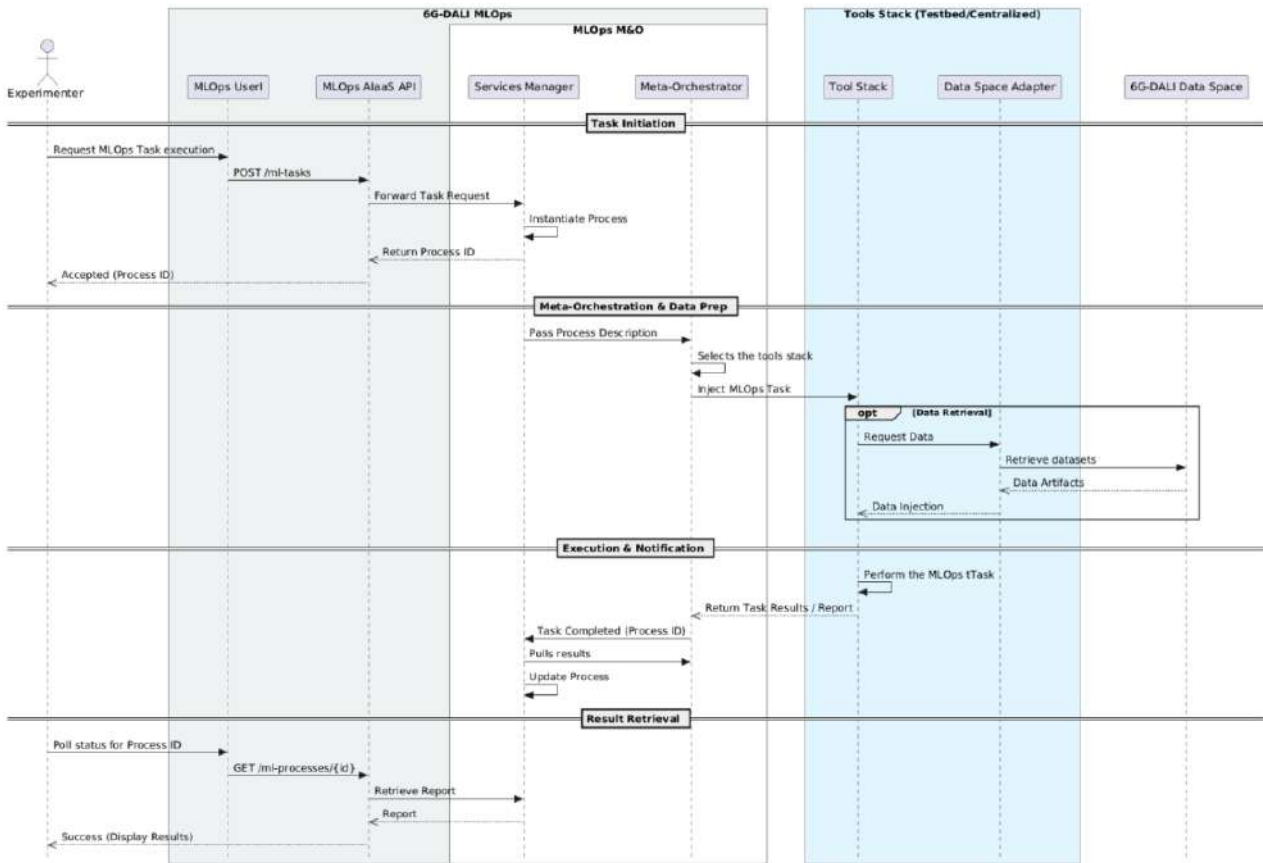 6G-DALI MLOps
Tools Stack (Testbed/Centralized)
MLOps M&O
Experimenter
MLOps UserI
MLOps AIaaS API
Services Manager
Meta-Orchestrator
Tool Stack
Data Space Adapter
6G-DALI Data Space
Task Initiation
Request MLOps Task execution
POST /ml-tasks
Forward Task Request
Instantiate Process
Return Process ID
Accepted (Process ID)
Meta-Orchestration & Data Prep
Pass Process Description
Selects the tools stack
Inject MLOps Task
opt
[Data Retrieval]
Request Data
Retrieve datasets
Data Artifacts
Data Injection
Execution & Notification
Perform the MLOps tTask
Return Task Results / Report
Task Completed (Process ID)
Pulls results
Update Process
Result Retrieval
Poll status for Process ID
GET /ml-processes/{id}
Retrieve Report
Report
Success (Display Results)